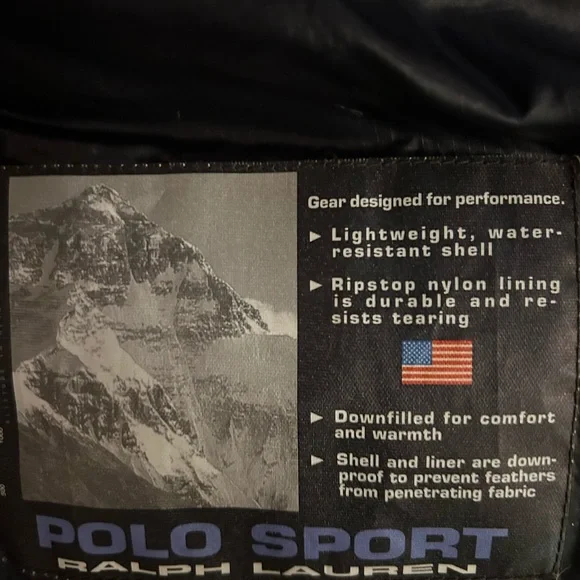 Gear designed for performance.
► Lightweight, water-
resistant shell
► Ripstop nylon lining
is durable and re-
sists tearing
► Downfilled for comfort
and warmth
► Shell and liner are down-
proof to prevent feathers
from penetrating fabric
POLO SPORT
RALPH LAUREN